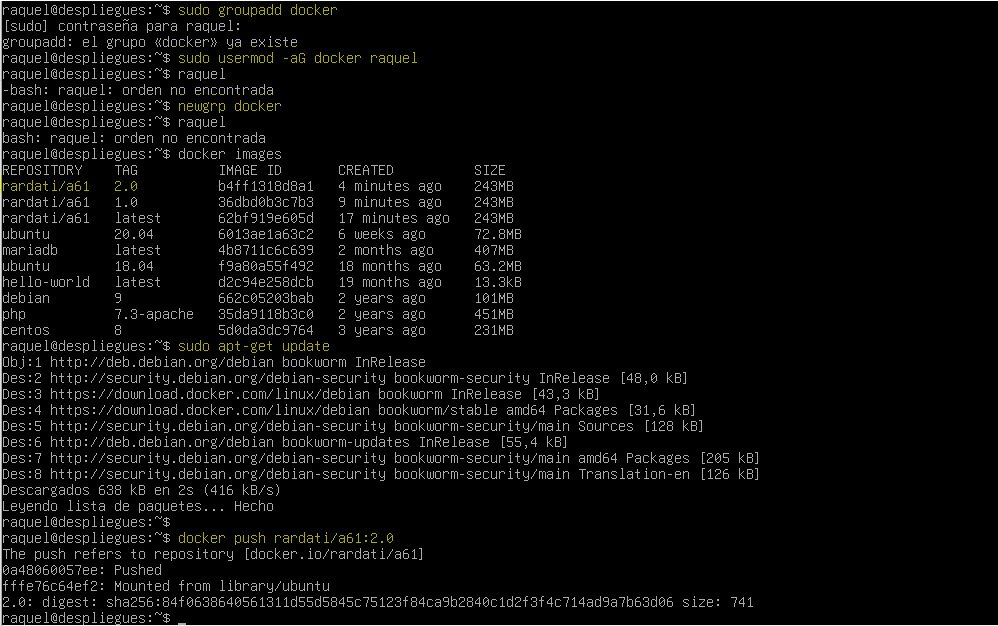 raquel@despliegues:~$ sudo groupadd docker
[sudo] contraseña para raquel:
groupadd: el grupo «docker» ya existe
raquel@despliegues:~$ sudo usermod -aG docker raquel
raquel@despliegues:~$ raquel
-bash: raquel: orden no encontrada
raquel@despliegues:~$ newgrp docker
raquel@despliegues:~$ raquel
bash: raquel: orden no encontrada
raquel@despliegues:~$ docker images
REPOSITORY    TAG          IMAGE ID       CREATED          SIZE
rardati/a61   2.0          b4ff1318d8a1   4 minutes ago    243MB
rardati/a61   1.0          36dbd0b3c7b3   9 minutes ago    243MB
rardati/a61   latest       62bf919e605d   17 minutes ago   243MB
ubuntu        20.04        6013ae1a63c2   6 weeks ago      72.8MB
mariadb       latest       4b8711c6c639   2 months ago     407MB
ubuntu        18.04        f9a80a55f492   18 months ago    63.2MB
hello-world   latest       d2c94e258dcb   19 months ago    13.3kB
debian        9            662c05203bab   2 years ago      101MB
php           7.3-apache   35da9118b3c0   2 years ago      451MB
centos        8            5d0da3dc9764   3 years ago      231MB
raquel@despliegues:~$ sudo apt-get update
Obj:1 http://deb.debian.org/debian bookworm InRelease
Des:2 http://security.debian.org/debian-security bookworm-security InRelease [48,0 kB]
Des:3 https://download.docker.com/linux/debian bookworm InRelease [43,3 kB]
Des:4 https://download.docker.com/linux/debian bookworm/stable amd64 Packages [31,6 kB]
Des:5 http://security.debian.org/debian-security bookworm-security/main Sources [128 kB]
Des:6 http://deb.debian.org/debian bookworm-updates InRelease [55,4 kB]
Des:7 http://security.debian.org/debian-security bookworm-security/main amd64 Packages [205 kB]
Des:8 http://security.debian.org/debian-security bookworm-security/main Translation-en [126 kB]
Descargados 638 kB en 2s (416 kB/s)
Leyendo lista de paquetes... Hecho
raquel@despliegues:~$
raquel@despliegues:~$ docker push rardati/a61:2.0
The push refers to repository [docker.io/rardati/a61]
0a48060057ee: Pushed
fffe76c64ef2: Mounted from library/ubuntu
2.0: digest: sha256:84f0638640561311d55d5845c75123f84ca9b2840c1d2f3f4c714ad9a7b63d06 size: 741
raquel@despliegues:~$ _